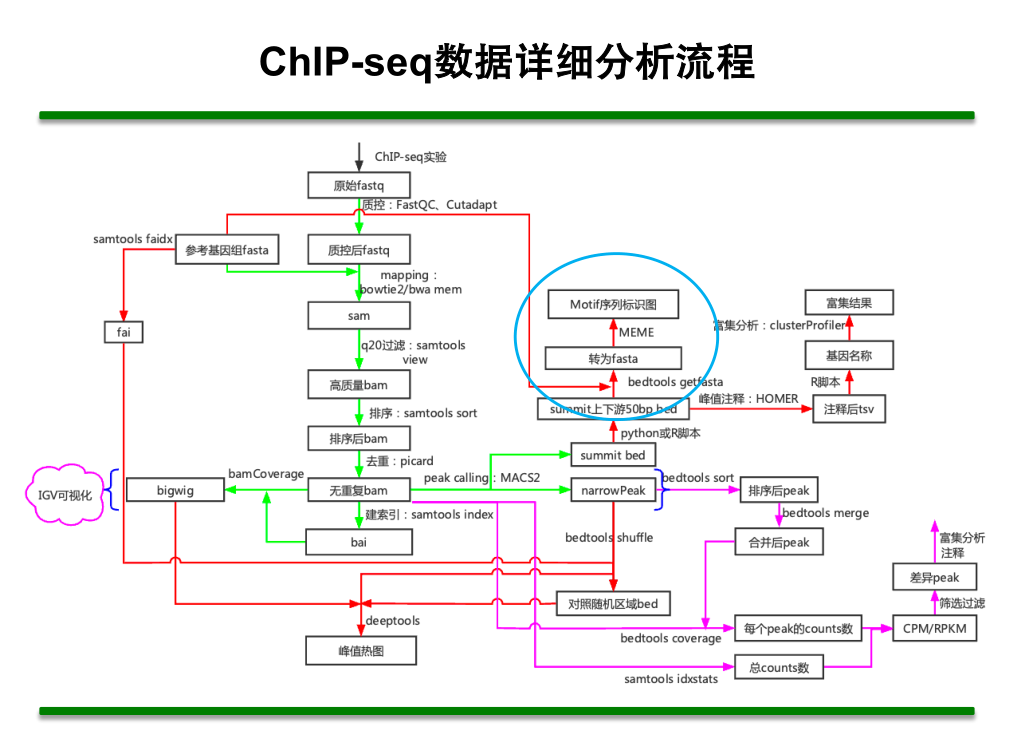 ChIP-seq数据详细分析流程
ChIP-seq实验
原始fastq
质控：FastQC、Cutadapt
samtools faidx
参考基因组fasta
质控后fastq
mapping：
bowtie2/bwa mem
Motif序列标识图
富集结果
sam
fai
MEME
富集分析：clusterProfiler
q20过滤：samtools
view
转为fasta
基因名称
高质量bam
bedtools getfasta
R脚本
排序：samtools sort
summit上下游50bp bed
峰值注释：HOMER
注释后tsv
排序后bam
python或R脚本
去重：picard
summit bed
IGV可视化
bamCoverage
peak calling：MACS2
bedtools sort
bigwig
无重复bam
narrowPeak
排序后peak
建索引：samtools index
bedtools merge
bai
bedtools shuffle
合并后peak
富集分析
注释
差异peak
对照随机区域bed
筛选过滤
deeptools
每个peak的counts数
CPM/RPKM
bedtools coverage
峰值热图
总counts数
samtools idxstats